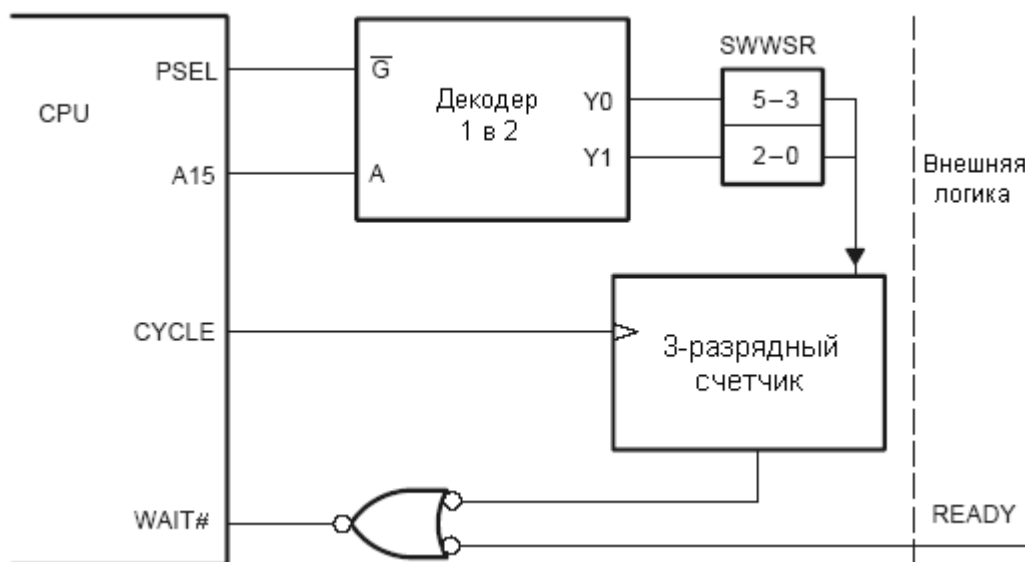 CPU
PSEL
A15
CYCLE
WAIT#
G
A
Декодер
1 в 2
Y0
Y1
SWWSR
5–3
2–0
Внешняя
логика
3-разрядный
счетчик
READY